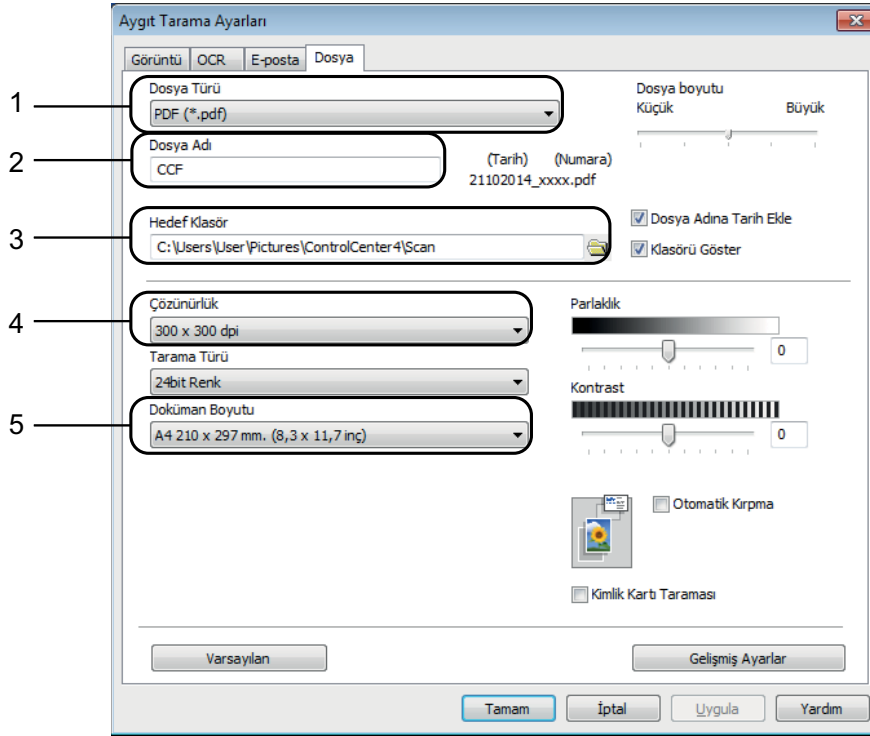 Aygıt Tarama Ayarları
Görüntü OCR E-posta Dosya
1
Dosya Türü
PDF (*.pdf)
Dosya boyutu
Küçük Büyük
2
Dosya Adı
CCF
(Tarih) (Numara)
21102014_xxxx.pdf
3
Hedef Klasör
C:\Users\User\Pictures\ControlCenter4\Scan
Dosya Adına Tarih Ekle
Klasörü Göster
4
Çözünürlük
300 x 300 dpi
Tarama Türü
24bit Renk
5
Doküman Boyutu
A4 210 x 297 mm. (8,3 x 11,7 inç)
Parlaklık
0
Kontrast
0
Otomatik Kırpma
Kimlik Kartı Taraması
Varsayılan Gelişmiş Ayarlar
Tamam İptal Uygula Yardım